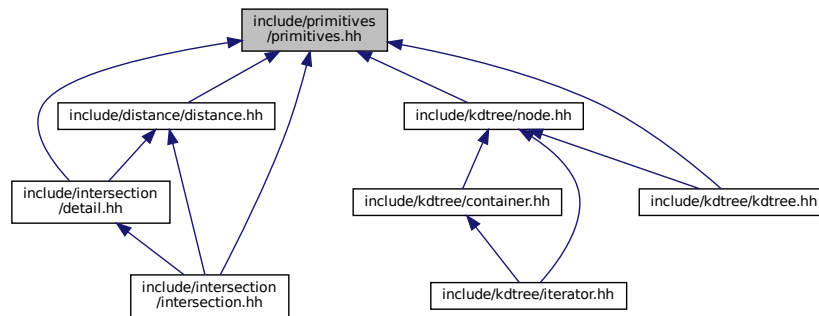 include/primitives
/primitives.hh
include/distance/distance.hh
include/kdtree/node.hh
include/intersection
/detail.hh
include/kdtree/container.hh
include/kdtree/kdtree.hh
include/intersection
/intersection.hh
include/kdtree/iterator.hh